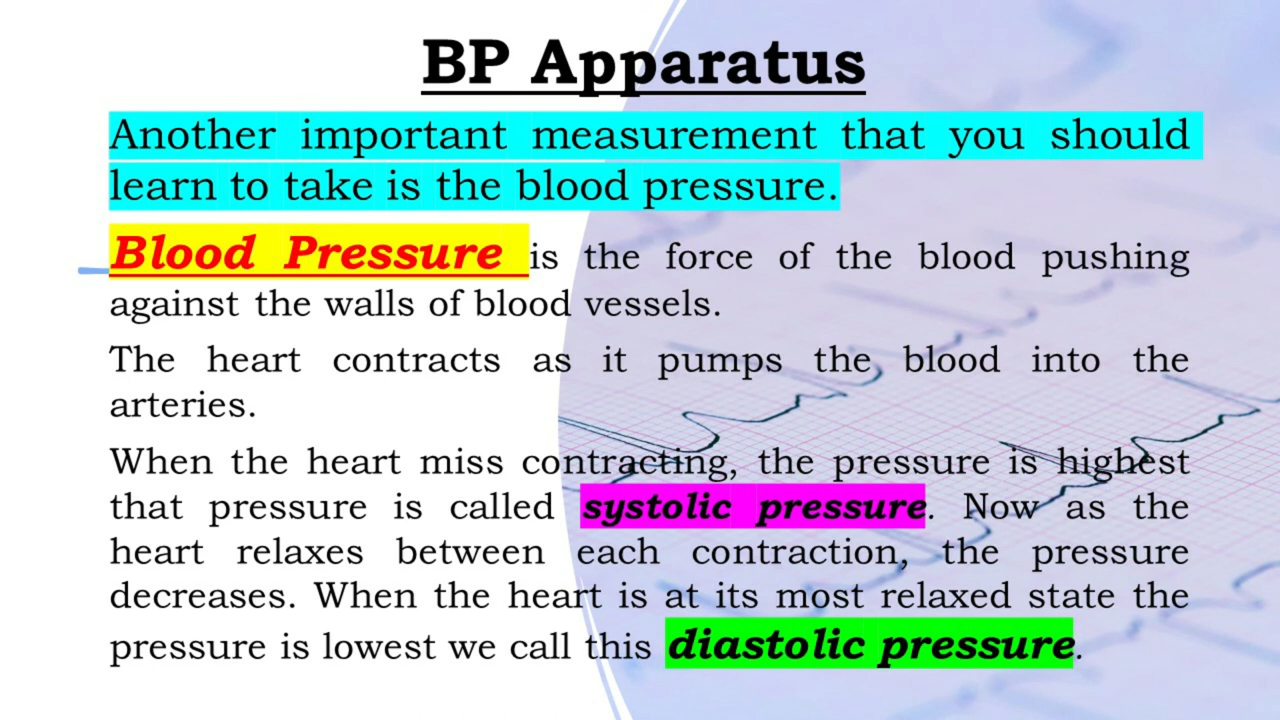 BP Apparatus
Another important measurement that you should
learn to take is the blood pressure.
Blood Pressure is the force of the blood pushing
against the walls of blood vessels.
The heart contracts as it pumps the blood into the
arteries.
When the heart miss contracting, the pressure is highest
that pressure is called systolic pressure. Now as the
heart relaxes between each contraction, the pressure
decreases. When the heart is at its most relaxed state the
pressure is lowest we call this diastolic pressure.